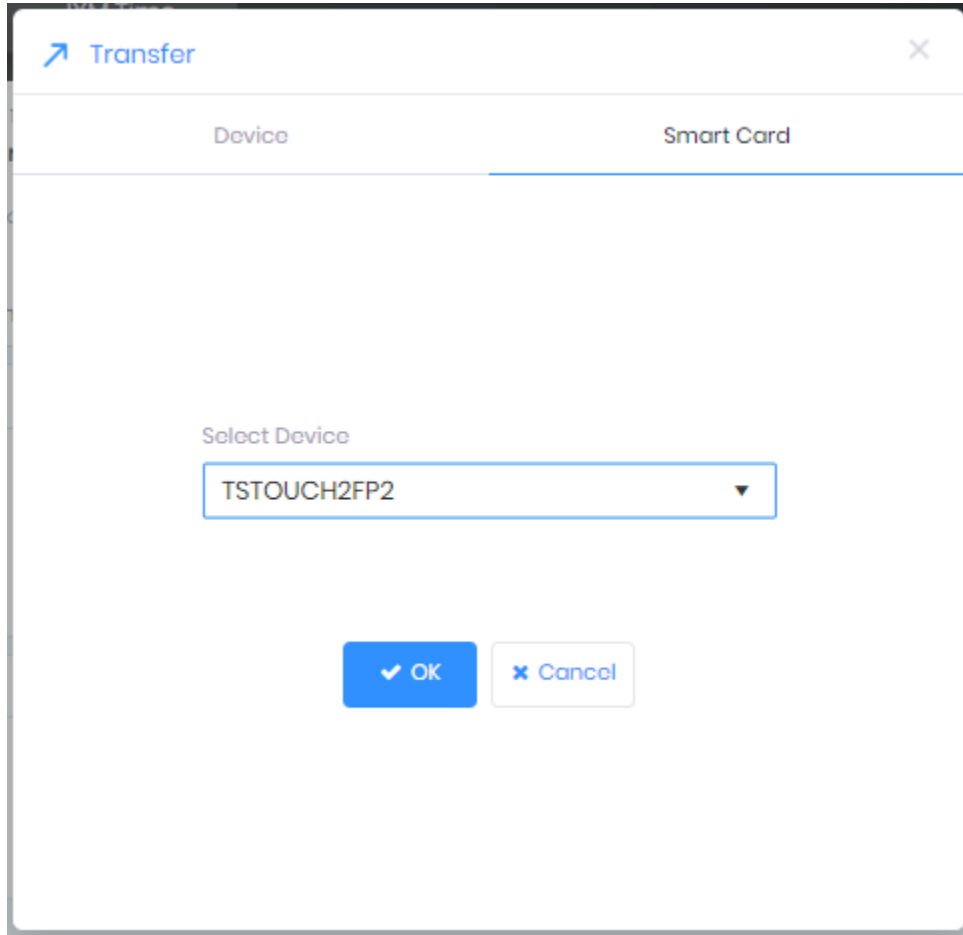 Transfer
Device
Smart Card
Select Device
TSTOUCH2FP2
OK
Cancel